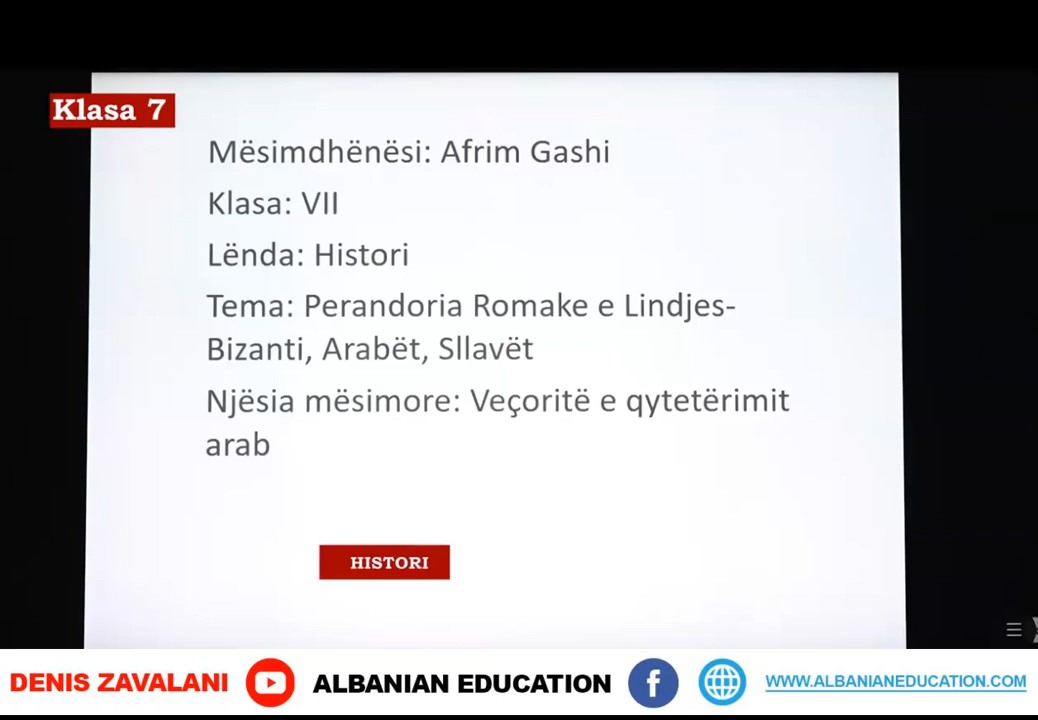 Klasa 7
Mësimdhënësi: Afrim Gashi
Klasa: VII
Lënda: Histori
Tema: Perandoria Romake e Lindjes-
Bizanti, Arabët, Sllavët
Njësia mësimore: Veçoritë e qytetërimit
arab
HISTORI
DENIS ZAVALANI ALBANIAN EDUCATION WWW.ALBANIANEDUCATION.COM